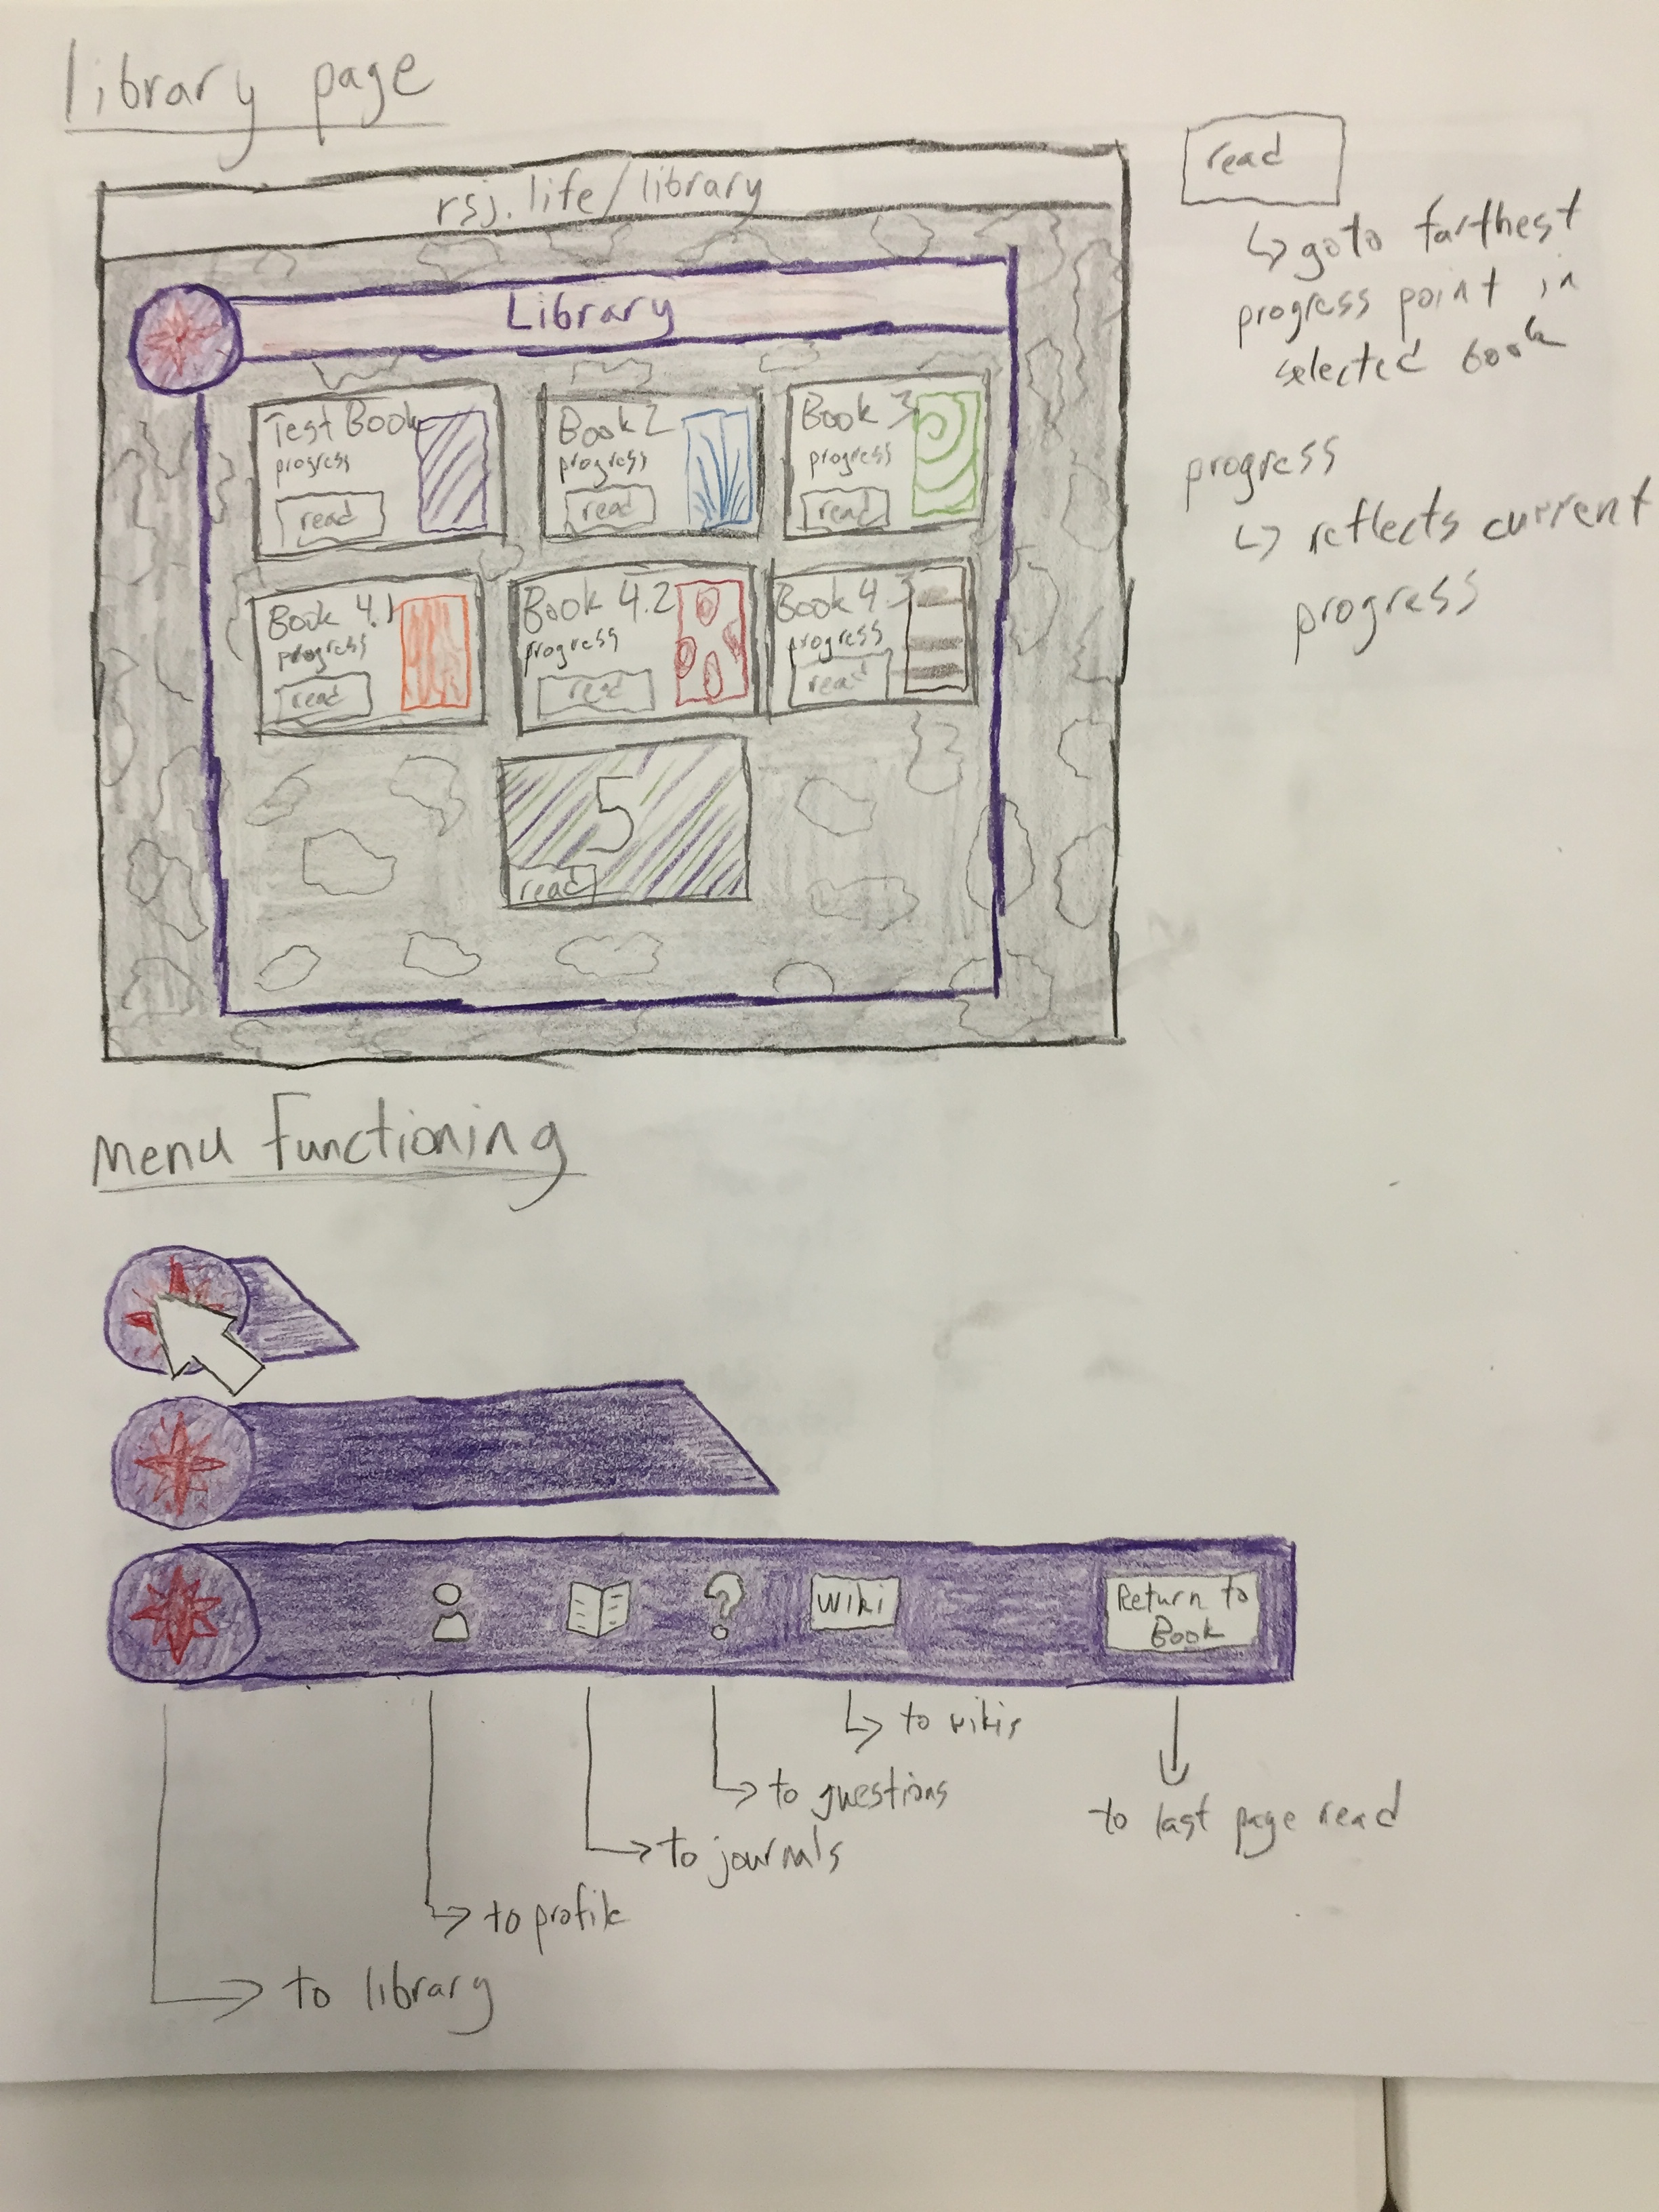 library page
rsj.life/library
Library
Test Book
progress
read
Book 2
progress
read
Book 3
progress
read
Book 4.1
progress
read
Book 4.2
progress
read
Book 4.3
progress
read
5
read
read
↳ goto farthest
progress point in
selected book
progress
↳ reflects current
progress
Menu Functioning
Wiki
Return to
Book
to wikis
to questions
to last page read
to journals
to profile
to library